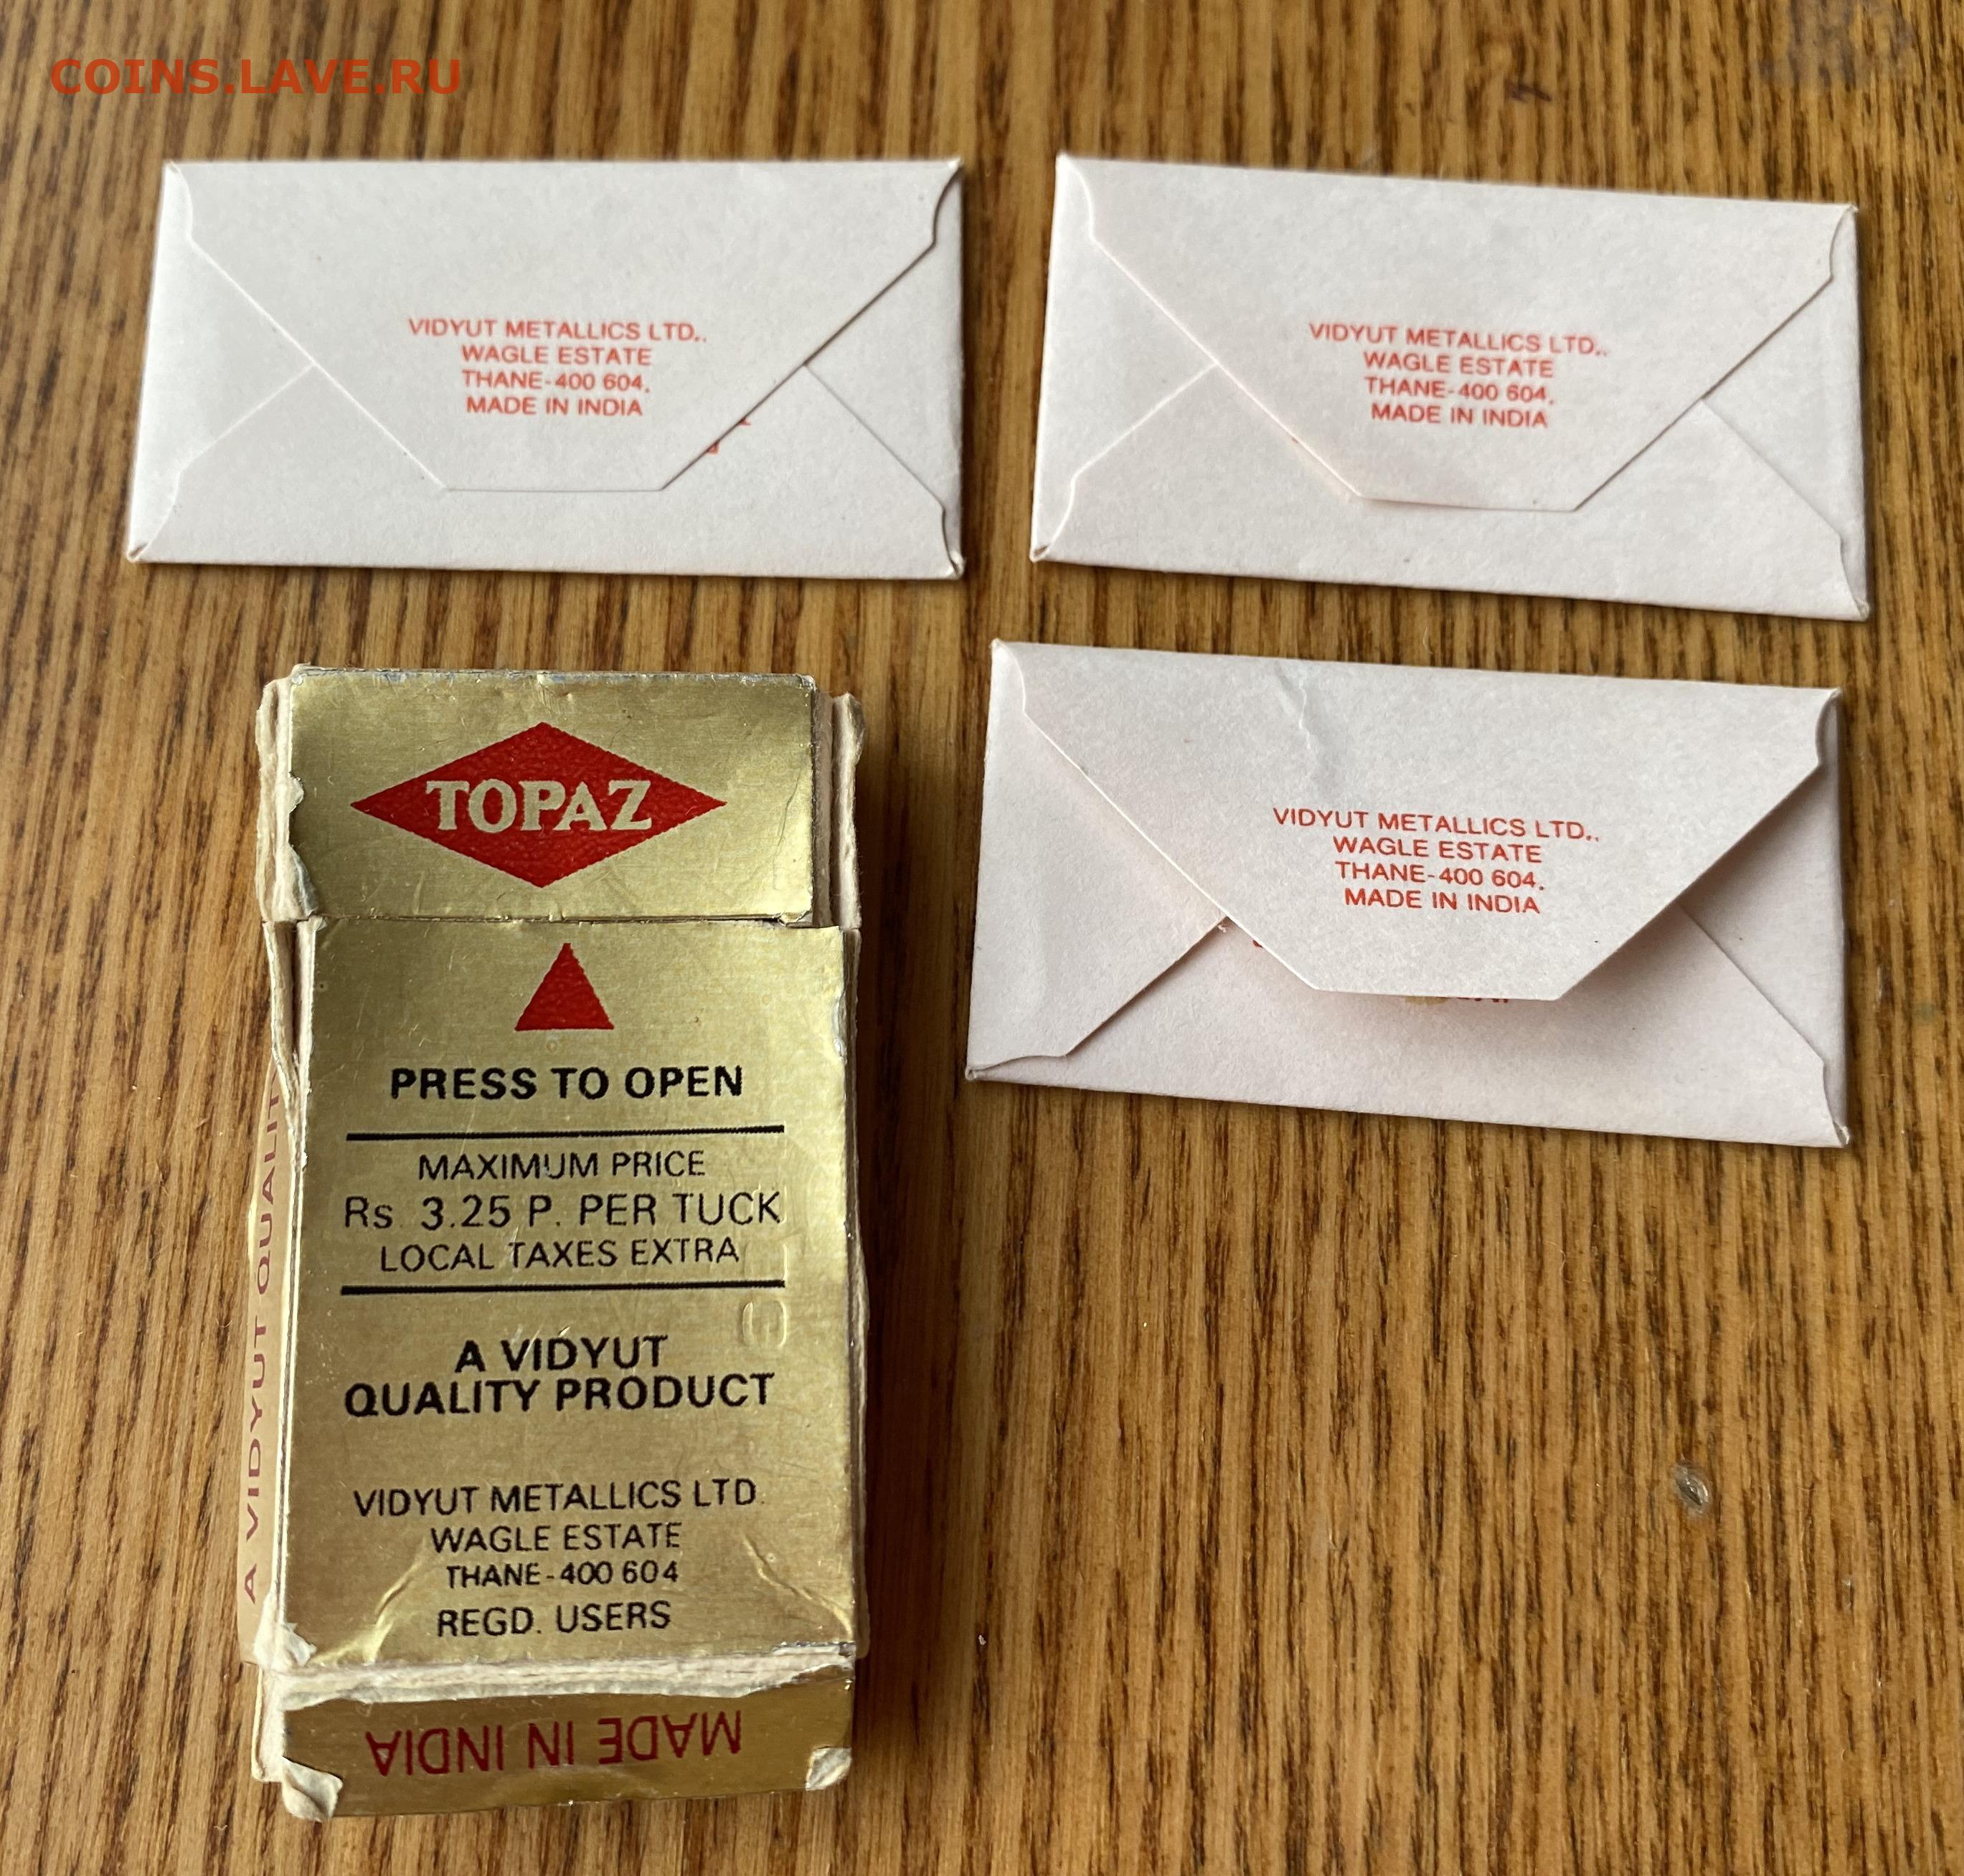 COINS.LAVE.RU
VIDYUT METALLICS LTD.,
WAGLE ESTATE
THANE-400 604.
MADE IN INDIA
VIDYUT METALLICS LTD.,
WAGLE ESTATE
THANE-400 604.
MADE IN INDIA
VIDYUT METALLICS LTD.,
WAGLE ESTATE
THANE-400 604.
MADE IN INDIA
TOPAZ
PRESS TO OPEN
MAXIMUM PRICE
Rs. 3.25 P. PER TUCK
LOCAL TAXES EXTRA
A VIDYUT
QUALITY PRODUCT
VIDYUT METALLICS LTD.
WAGLE ESTATE
THANE-400 604
REGD. USERS
MADE IN INDIA
A VIDYUT